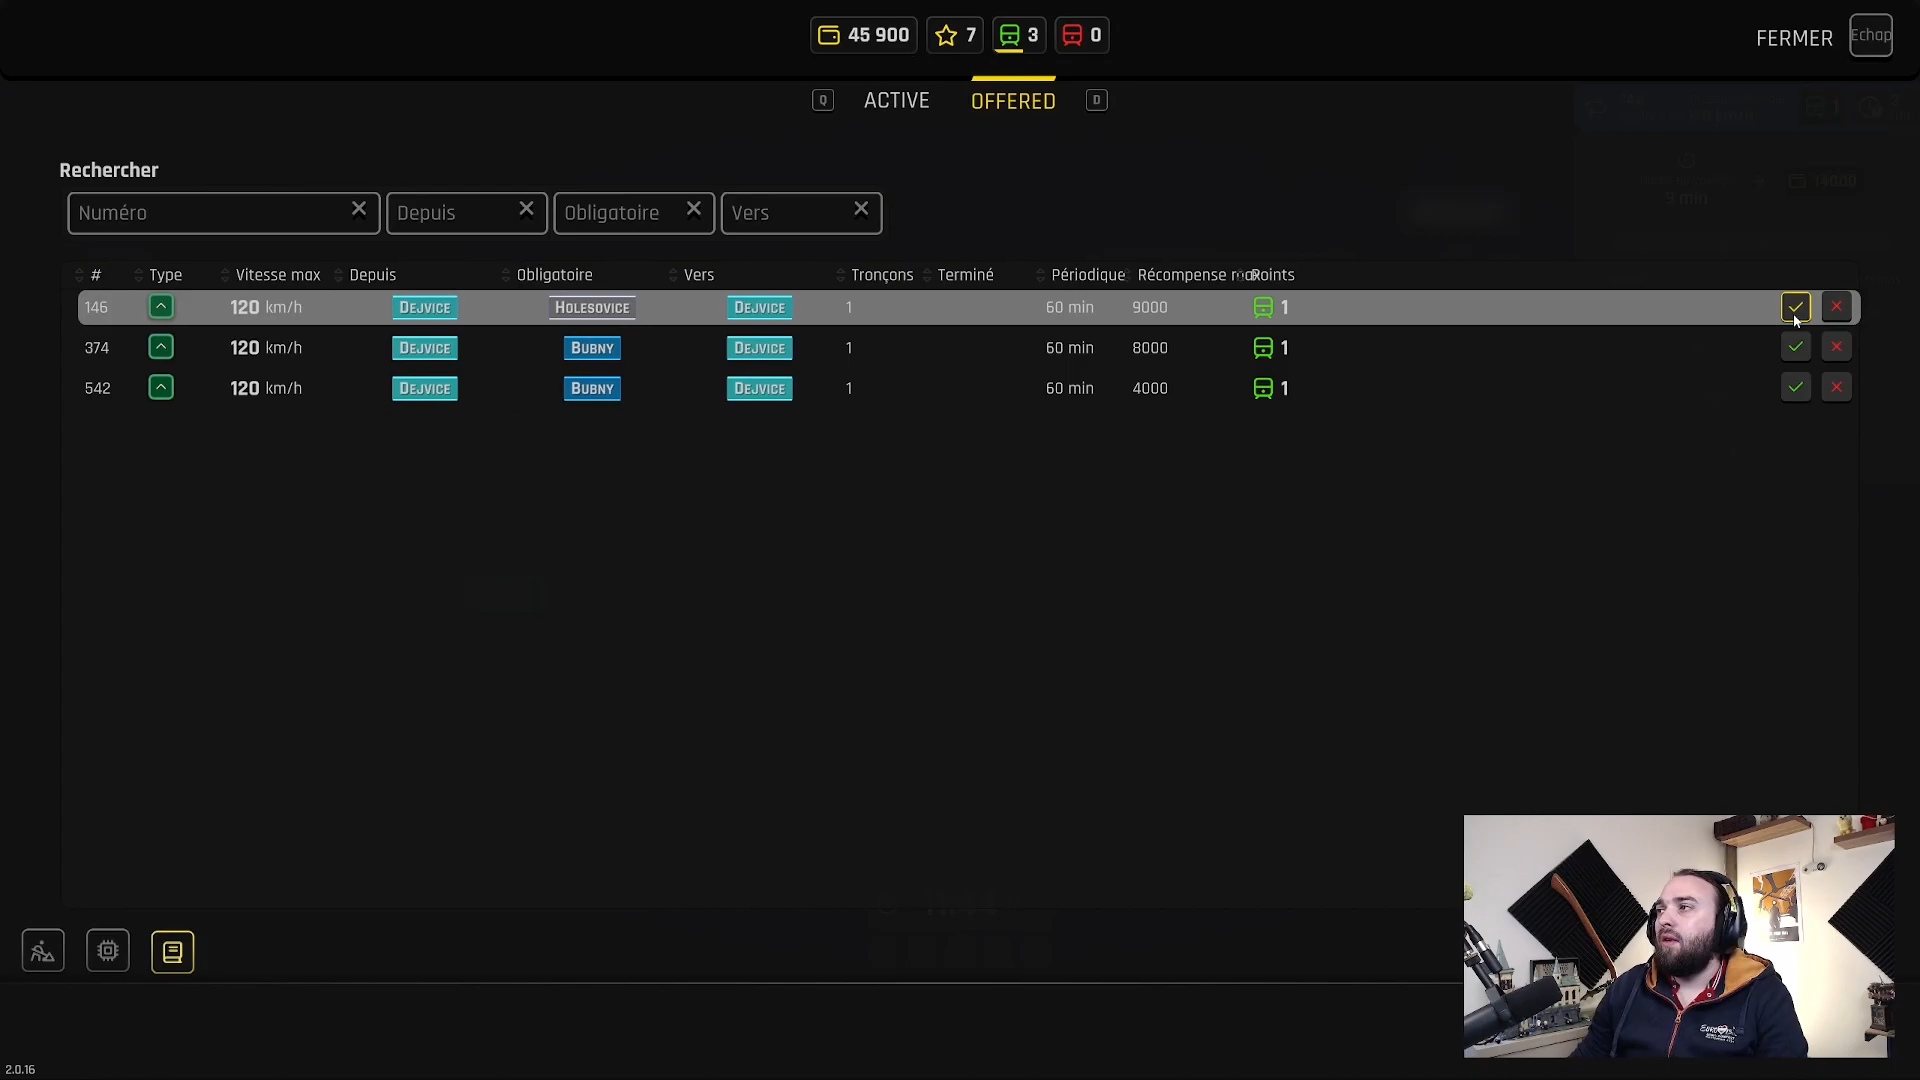 45 900 7 3 0
FERMER Echap
Q ACTIVE OFFERED D
Rechercher
Numéro Depuis Obligatoire Vers
# Type Vitesse max Depuis Obligatoire Vers Tronçons Terminé Périodique Récompense Points
146 120 km/h DEJVICE HOLESOVICE DEJVICE 1 60 min 9000 1
374 120 km/h DEJVICE BUBNY DEJVICE 1 60 min 8000 1
542 120 km/h DEJVICE BUBNY DEJVICE 1 60 min 4000 1
2.0.16